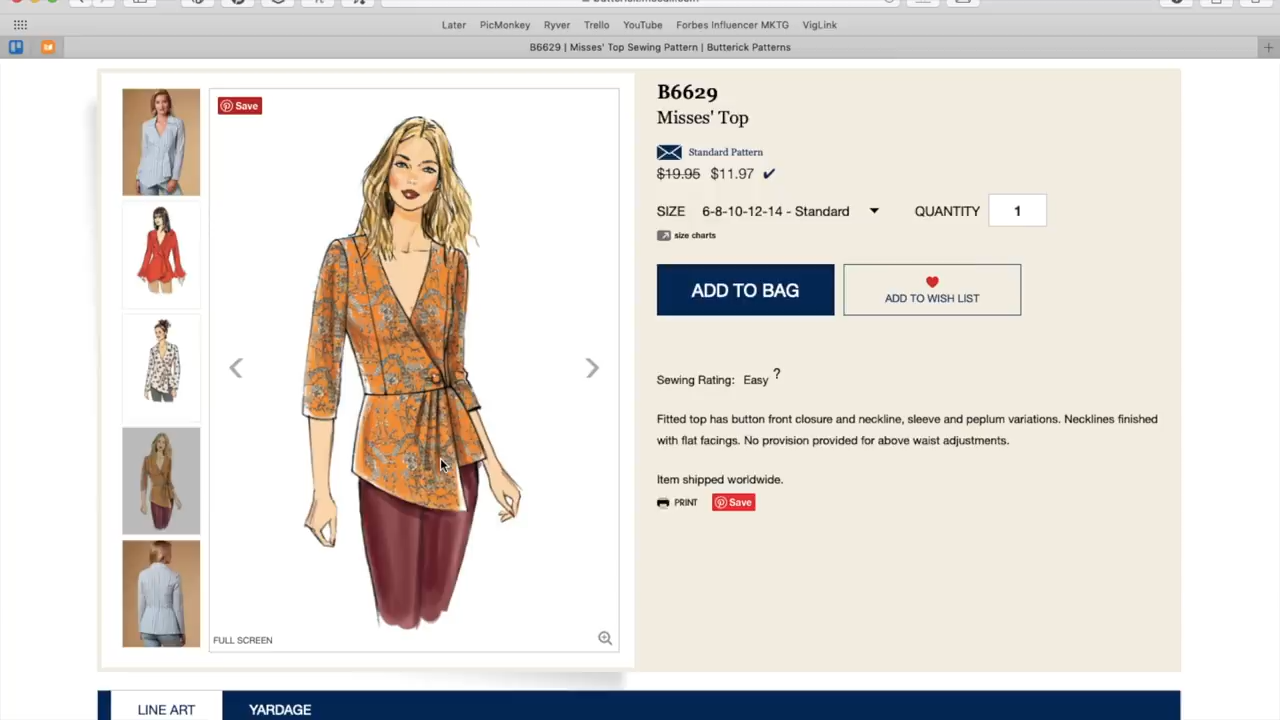 Later PicMonkey Ryver Trello YouTube Forbes Influencer MKTG VigLink
B6629 | Misses' Top Sewing Pattern | Butterick Patterns
Save
FULL SCREEN
B6629
Misses' Top
Standard Pattern
$19.95 $11.97
SIZE 6-8-10-12-14 - Standard QUANTITY 1
size charts
ADD TO BAG
ADD TO WISH LIST
Sewing Rating: Easy ?
Fitted top has button front closure and neckline, sleeve and peplum variations. Necklines finished
with flat facings. No provision provided for above waist adjustments.
Item shipped worldwide.
PRINT Save
LINE ART YARDAGE